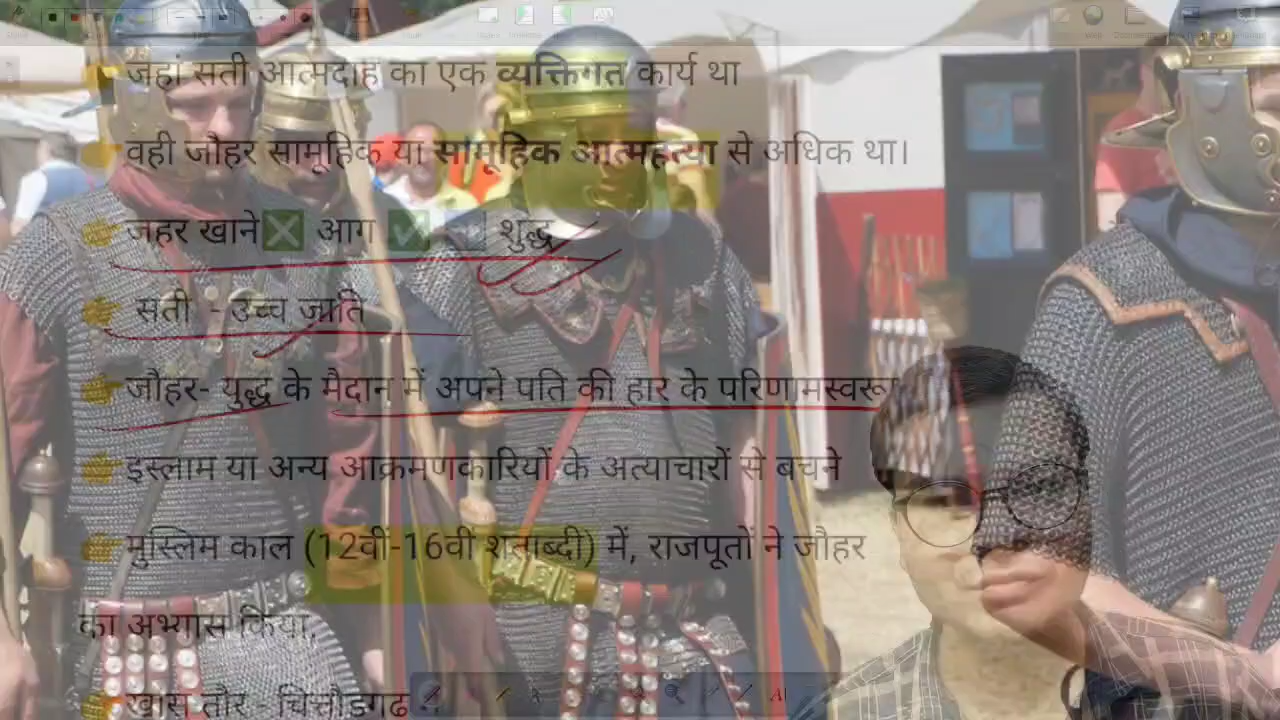 जहां सती आत्मदाह का एक व्यक्तिगत कार्य था
वही जौहर सामूहिक या सामूहिक आत्महत्या से अधिक था।
जहर खाने❎ आग ✅ शुद्ध
सती - उच्च जाति
जौहर- युद्ध के मैदान में अपने पति की हार के परिणामस्वरूप
इस्लाम या अन्य आक्रमणकारियों के अत्याचारों से बचने
मुस्लिम काल (12वीं-16वीं शताब्दी) में, राजपूतों ने जौहर
का अभ्यास किया,
खास तौर - चित्तौड़गढ